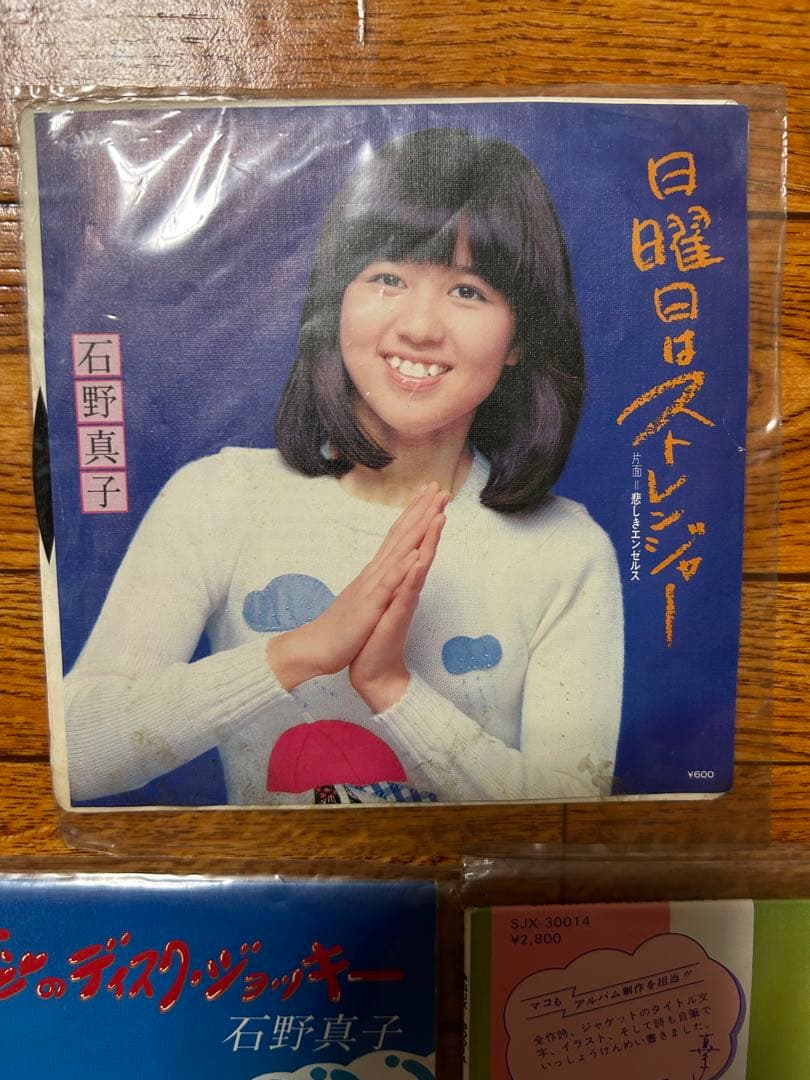 日曜日はストレンジャー
片面=悲しきエンゼルス
石野真子
¥600
のディスク・ジョッキー
石野真子
SJX-30014
¥2,800
マコも アルバム制作を担当!!
全作詩、ジャケットのタイトル文
字、イラスト、そして詩も自筆で
いっしょうけんめい書きました。